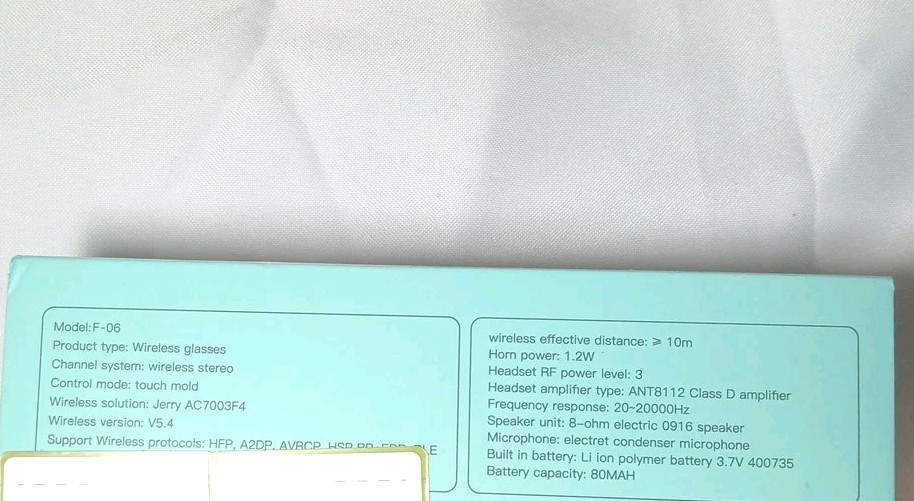 Model:F-06
Product type: Wireless glasses
Channel system: wireless stereo
Control mode: touch mold
Wireless solution: Jerry AC7003F4
Wireless version: V5.4
Support Wireless protocols: HFP, A2DP, AVRCP, HSP
wireless effective distance: ⩾ 10m
Horn power: 1.2W
Headset RF power level: 3
Headset amplifier type: ANT8112 Class D amplifier
Frequency response: 20~20000Hz
Speaker unit: 8-ohm electric 0916 speaker
Microphone: electret condenser microphone
Built in battery: Li ion polymer battery 3.7V 400735
Battery capacity: 80MAH